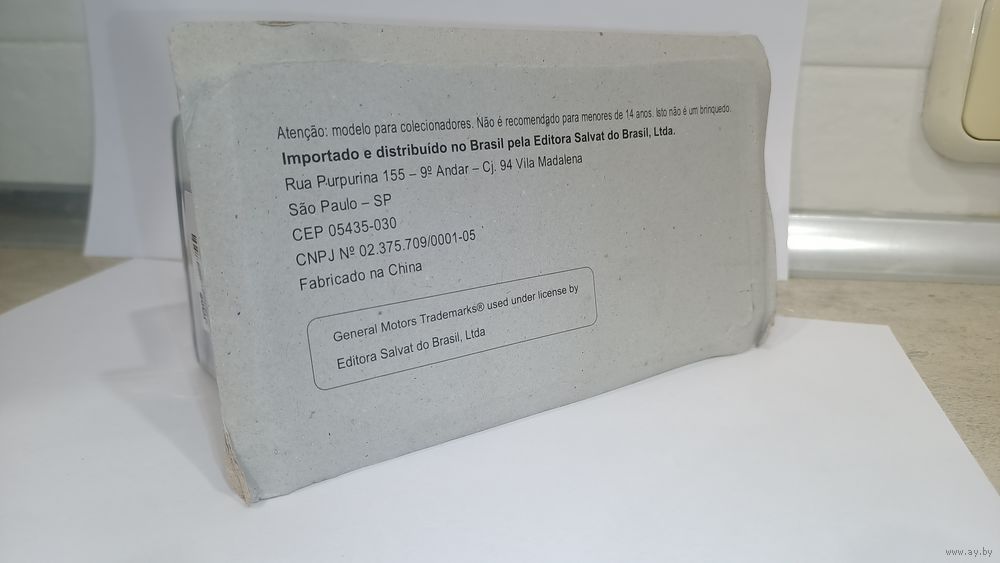 Atenção: modelo para colecionadores. Não é recomendado para menores de 14 anos. Isto não é um brinquedo.
Importado e distribuído no Brasil pela Editora Salvat do Brasil, Ltda.
Rua Purpurina 155 – 9º Andar – Cj. 94 Vila Madalena
São Paulo – SP
CEP 05435-030
CNPJ Nº 02.375.709/0001-05
Fabricado na China
General Motors Trademarks® used under license by
Editora Salvat do Brasil, Ltda
www.ay.by